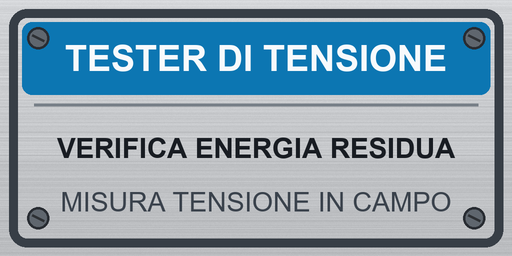 TESTER DI TENSIONE
VERIFICA ENERGIA RESIDUA
MISURA TENSIONE IN CAMPO